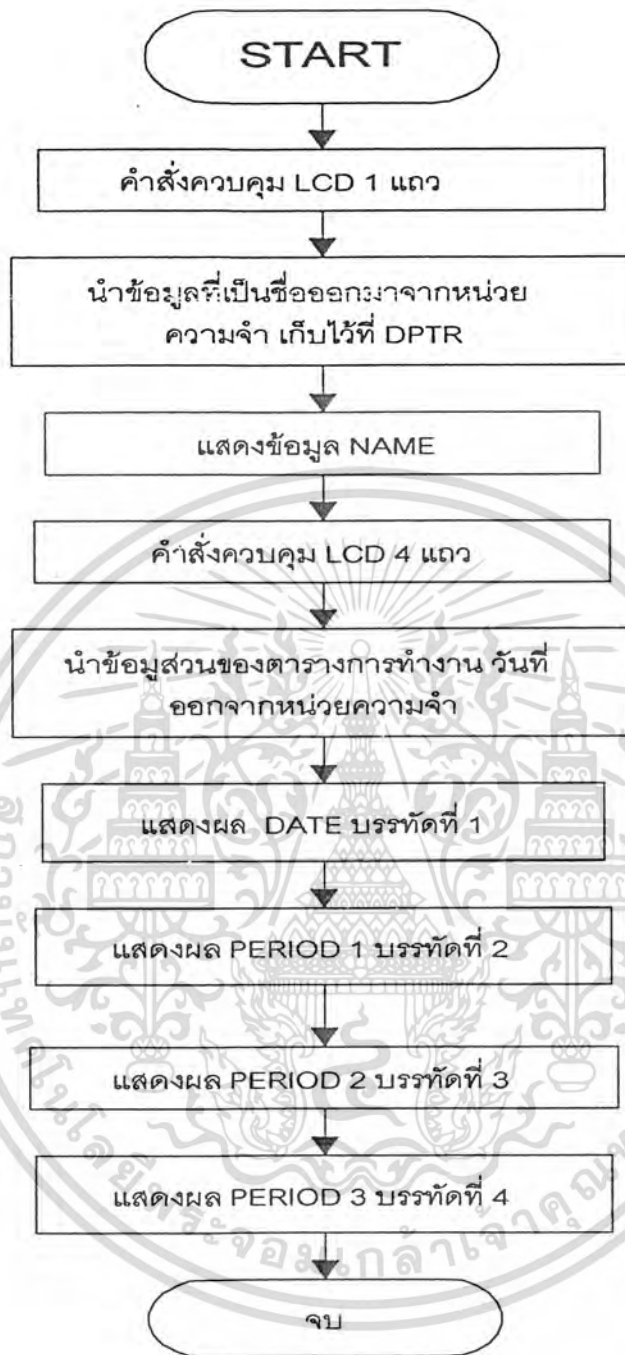 START
คำสั่งควบคุม LCD 1 แถว
นำข้อมูลที่เป็นชื่อออกมาจากหน่วย
ความจำ เก็บไว้ที่ DPTR
แสดงข้อมูล NAME
คำสั่งควบคุม LCD 4 แถว
นำข้อมูส่วนของตารางการทำงาน วันที่
ออกจากหน่วยความจำ
แสดงผล DATE บรรทัดที่ 1
แสดงผล PERIOD 1 บรรทัดที่ 2
แสดงผล PERIOD 2 บรรทัดที่ 3
แสดงผล PERIOD 3 บรรทัดที่ 4
จบ